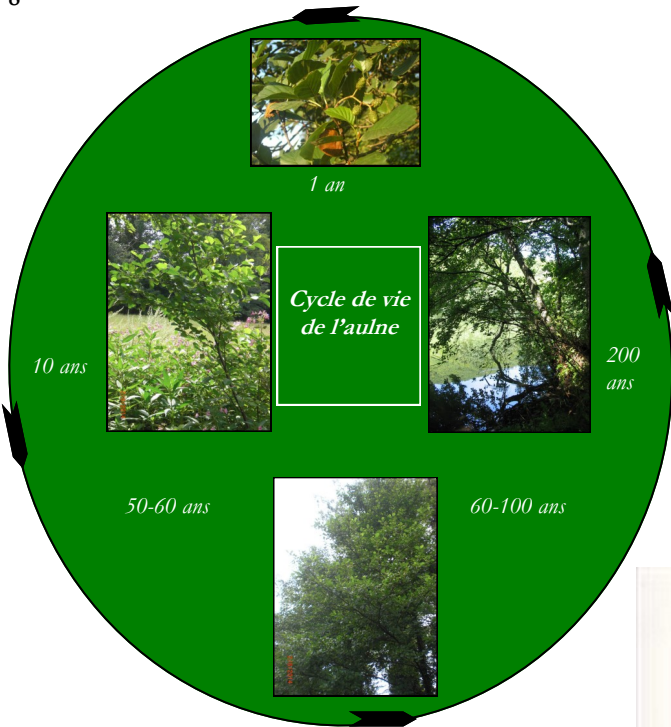 1 an
Cycle de vie
de l'aulne
10 ans
200
ans
50-60 ans
60-100 ans